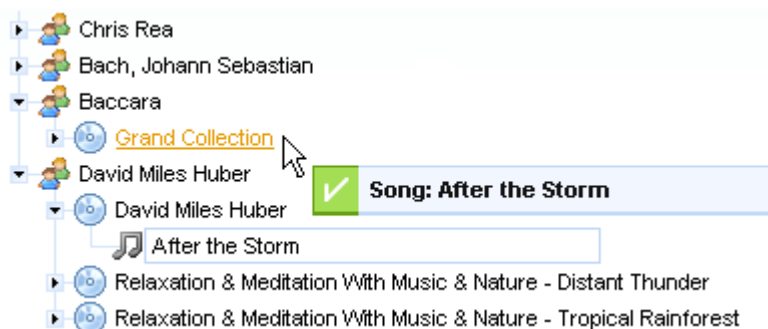 Chris Rea
Bach, Johann Sebastian
Baccara
Grand Collection
David Miles Huber
Song: After the Storm
David Miles Huber
After the Storm
Relaxation & Meditation With Music & Nature - Distant Thunder
Relaxation & Meditation With Music & Nature - Tropical Rainforest